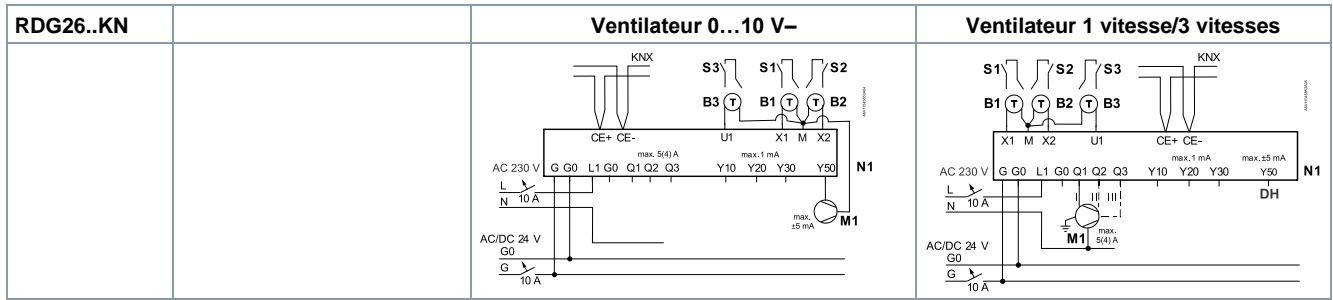 RDG26..KN
Ventilateur 0…10 V–
Ventilateur 1 vitesse/3 vitesses
KNX
S3 S1 S2
B3 T B1 T T B2
CE+ CE- U1 X1 M X2
max. 5(4) A max. 1 mA
AC 230 V G G0 L1 G0 Q1 Q2 Q3 Y10 Y20 Y30 Y50 N1
L
10 A
N
max.
±5 mA
M1
AC/DC 24 V
G0
G
10 A
KNX
S1 S2 S3
B1 T T B2 T B3
X1 M X2 U1 CE+ CE-
max. 1 mA max. ±5 mA
AC 230 V G G0 L1 G0 Q1 Q2 Q3 Y10 Y20 Y30 Y50 N1
L
10 A
I II III
DH
N
M1
max.
5(4) A
AC/DC 24 V
G0
G
10 A